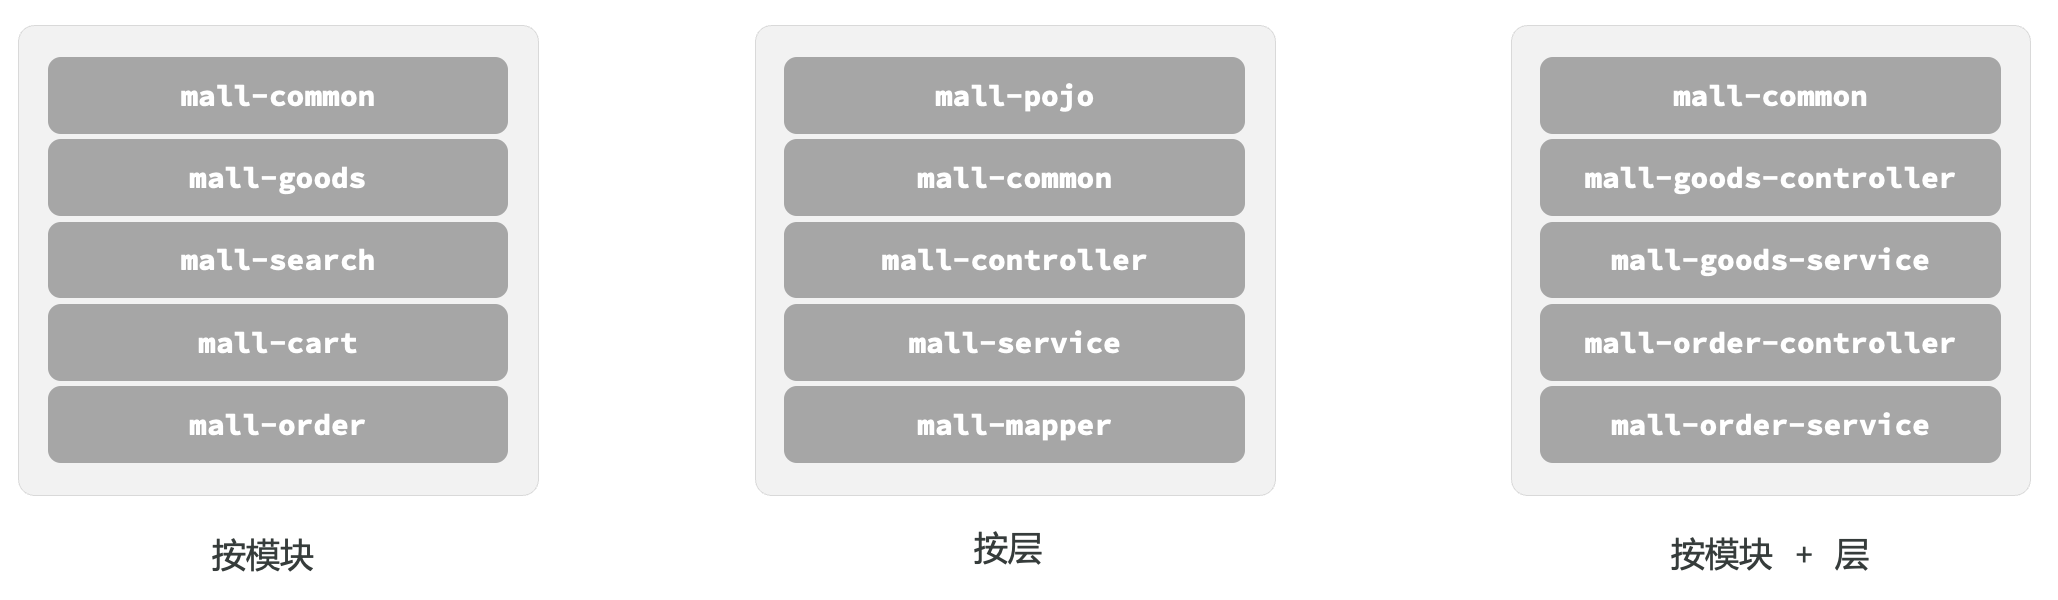 mall-common
mall-goods
mall-search
mall-cart
mall-order
按模块
mall-pojo
mall-common
mall-controller
mall-service
mall-mapper
按层
mall-common
mall-goods-controller
mall-goods-service
mall-order-controller
mall-order-service
按模块 + 层